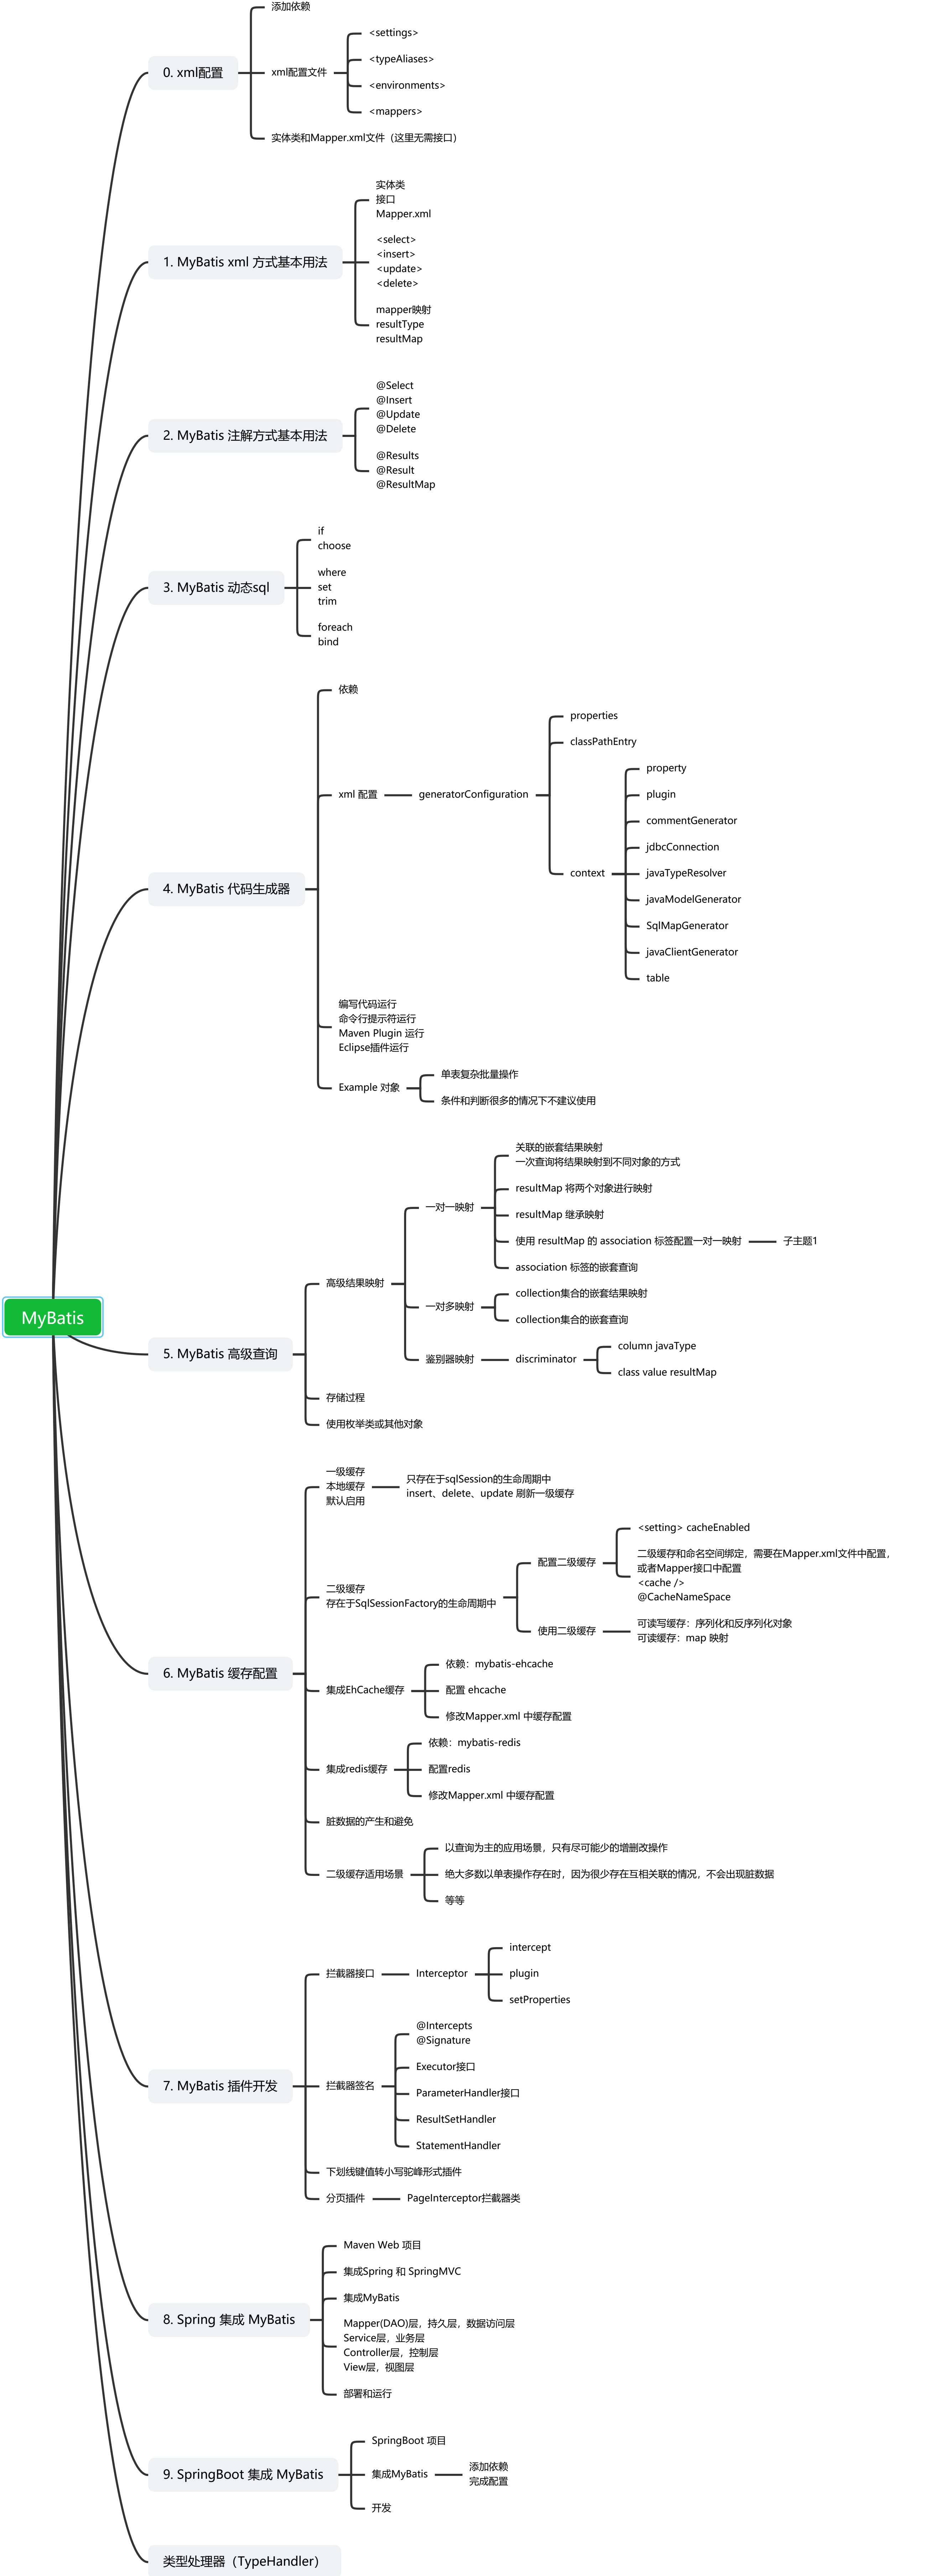 MyBatis
0. xml配置
添加依赖
xml配置文件
<settings>
<typeAliases>
<environments>
<mappers>
实体类和Mapper.xml文件（这里无需接口）
1. MyBatis xml 方式基本用法
实体类
接口
Mapper.xml
<select>
<insert>
<update>
<delete>
mapper映射
resultType
resultMap
2. MyBatis 注解方式基本用法
@Select
@Insert
@Update
@Delete
@Results
@Result
@ResultMap
3. MyBatis 动态sql
if
choose
where
set
trim
foreach
bind
4. MyBatis 代码生成器
依赖
xml 配置
generatorConfiguration
properties
classPathEntry
context
property
plugin
commentGenerator
jdbcConnection
javaTypeResolver
javaModelGenerator
SqlMapGenerator
javaClientGenerator
table
编写代码运行
命令行提示符运行
Maven Plugin 运行
Eclipse插件运行
Example 对象
单表复杂批量操作
条件和判断很多的情况下不建议使用
5. MyBatis 高级查询
高级结果映射
一对一映射
关联的嵌套结果映射
一次查询将结果映射到不同对象的方式
resultMap 将两个对象进行映射
resultMap 继承映射
使用 resultMap 的 association 标签配置一对一映射
子主题1
association 标签的嵌套查询
一对多映射
collection集合的嵌套结果映射
collection集合的嵌套查询
鉴别器映射
discriminator
column javaType
class value resultMap
存储过程
使用枚举类或其他对象
6. MyBatis 缓存配置
一级缓存
本地缓存
默认启用
只存在于sqlSession的生命周期中
insert、delete、update 刷新一级缓存
二级缓存
存在于SqlSessionFactory的生命周期中
配置二级缓存
<setting> cacheEnabled
二级缓存和命名空间绑定，需要在Mapper.xml文件中配置，
或者Mapper接口中配置
<cache />
@CacheNameSpace
使用二级缓存
可读写缓存：序列化和反序列化对象
可读缓存：map 映射
集成EhCache缓存
依赖：mybatis-ehcache
配置 ehcache
修改Mapper.xml 中缓存配置
集成redis缓存
依赖：mybatis-redis
配置redis
修改Mapper.xml 中缓存配置
脏数据的产生和避免
二级缓存适用场景
以查询为主的应用场景，只有尽可能少的增删改操作
绝大多数以单表操作存在时，因为很少存在互相关联的情况，不会出现脏数据
等等
7. MyBatis 插件开发
拦截器接口
Interceptor
intercept
plugin
setProperties
拦截器签名
@Intercepts
@Signature
Executor接口
ParameterHandler接口
ResultSetHandler
StatementHandler
下划线键值转小写驼峰形式插件
分页插件
PageInterceptor拦截器类
8. Spring 集成 MyBatis
Maven Web 项目
集成Spring 和 SpringMVC
集成MyBatis
Mapper(DAO)层，持久层，数据访问层
Service层，业务层
Controller层，控制层
View层，视图层
部署和运行
9. SpringBoot 集成 MyBatis
SpringBoot 项目
集成MyBatis
添加依赖
完成配置
开发
类型处理器（TypeHandler）